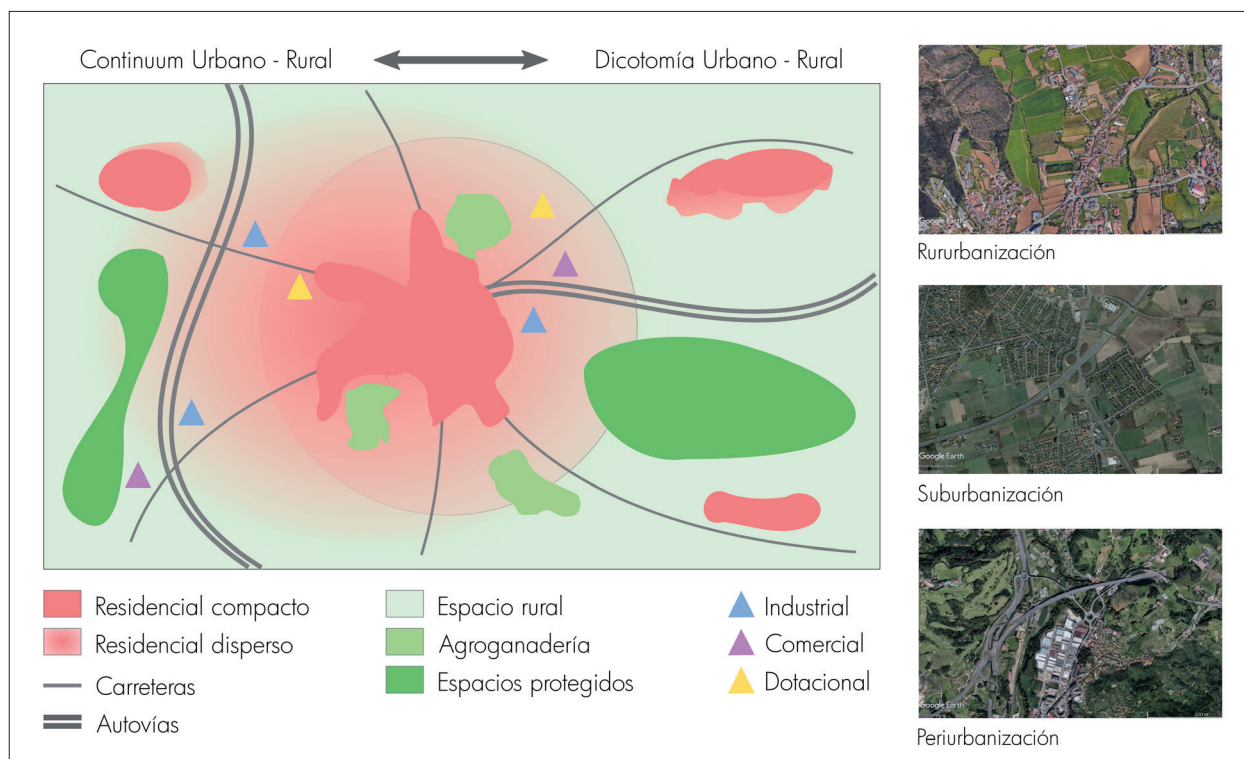 Continuum Urbano - Rural
Dicotomía Urbano - Rural
Residencial compacto
Residencial disperso
Carreteras
Autovías
Espacio rural
Agroganadería
Espacios protegidos
Industrial
Comercial
Dotacional
Google Earth
Rururbanización
Google Earth
Suburbanización
Google Earth
Periurbanización